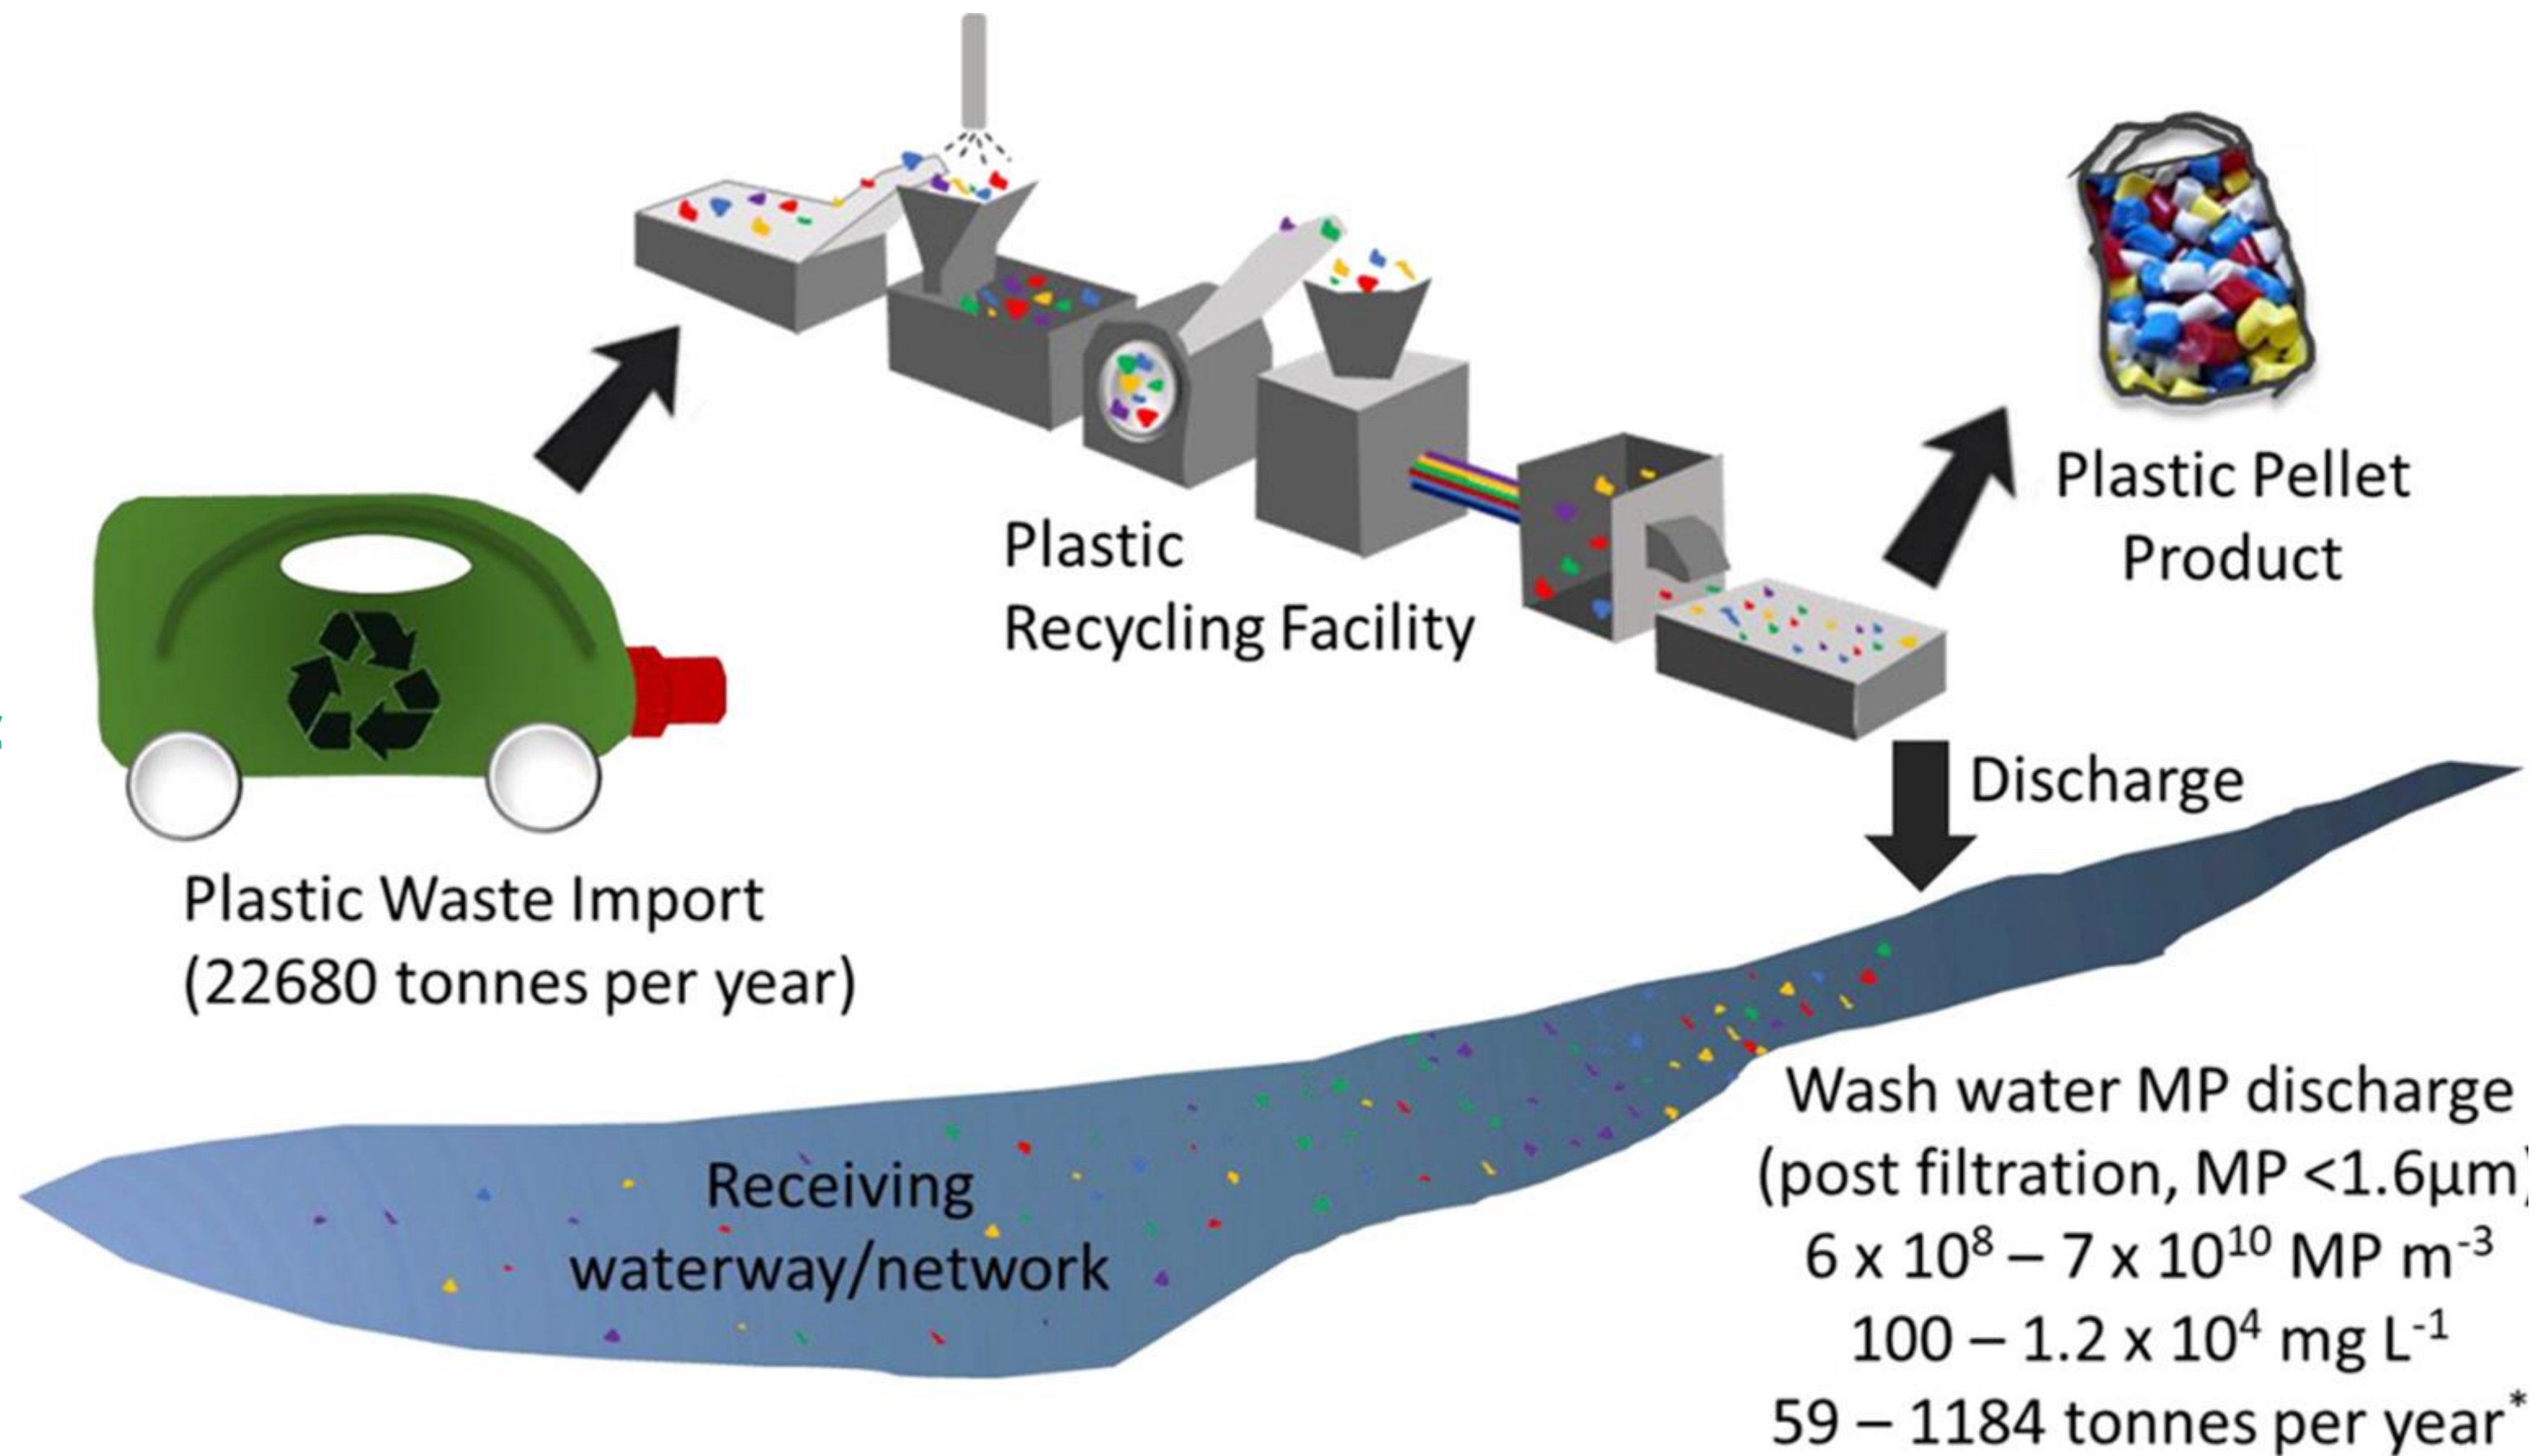 Plastic Pellet
Product
Plastic
Recycling Facility
Discharge
Plastic Waste Import
(22680 tonnes per year)
Receiving
waterway/network
Wash water MP discharge
(post filtration, MP <1.6µm)
6 x 10⁸ – 7 x 10¹⁰ MP m⁻³
100 – 1.2 x 10⁴ mg L⁻¹
59 – 1184 tonnes per year*